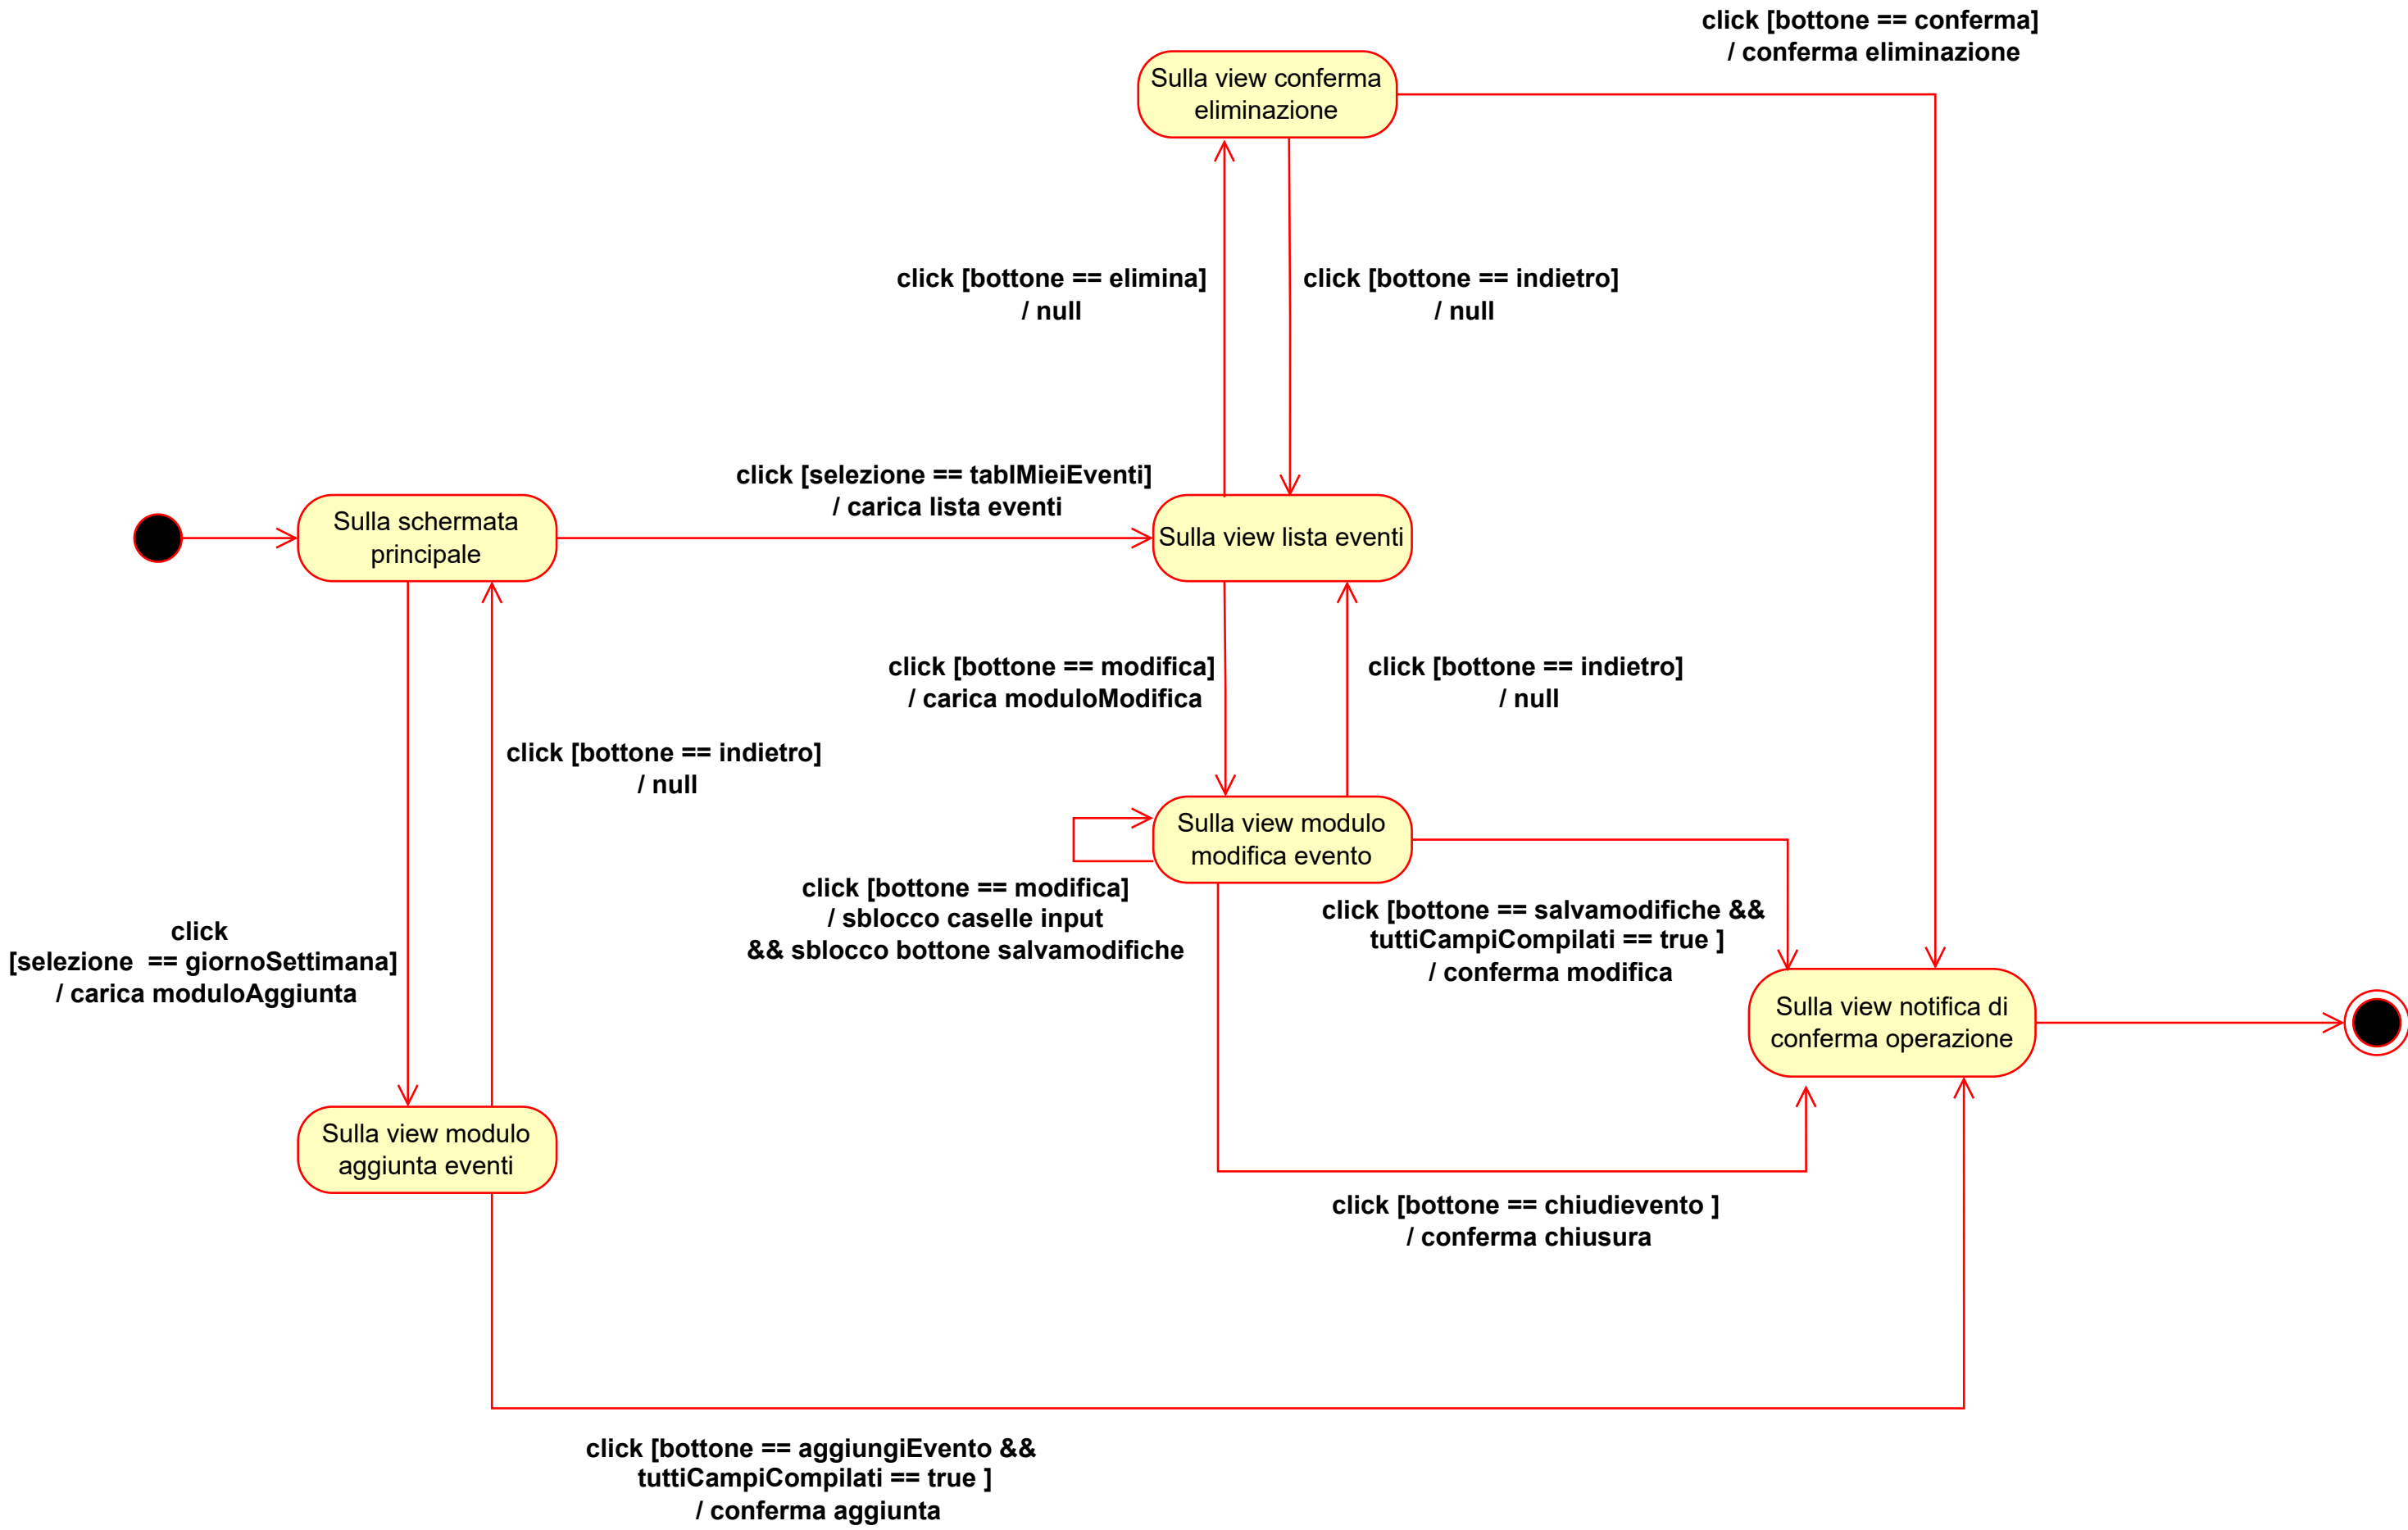 click [bottone == conferma]
/ conferma eliminazione
Sulla view conferma
eliminazione
click [bottone == elimina]
/ null
click [bottone == indietro]
/ null
click [selezione == tabIMieiEventi]
/ carica lista eventi
Sulla schermata
principale
Sulla view lista eventi
click [bottone == modifica]
/ carica moduloModifica
click [bottone == indietro]
/ null
click [bottone == indietro]
/ null
Sulla view modulo
modifica evento
click [bottone == modifica]
/ sblocco caselle input
&& sblocco bottone salvamodifiche
click [bottone == salvamodifiche &&
tuttiCampiCompilati == true ]
/ conferma modifica
click
[selezione  == giornoSettimana]
/ carica moduloAggiunta
Sulla view notifica di
conferma operazione
Sulla view modulo
aggiunta eventi
click [bottone == chiudievento ]
/ conferma chiusura
click [bottone == aggiungiEvento &&
tuttiCampiCompilati == true ]
/ conferma aggiunta